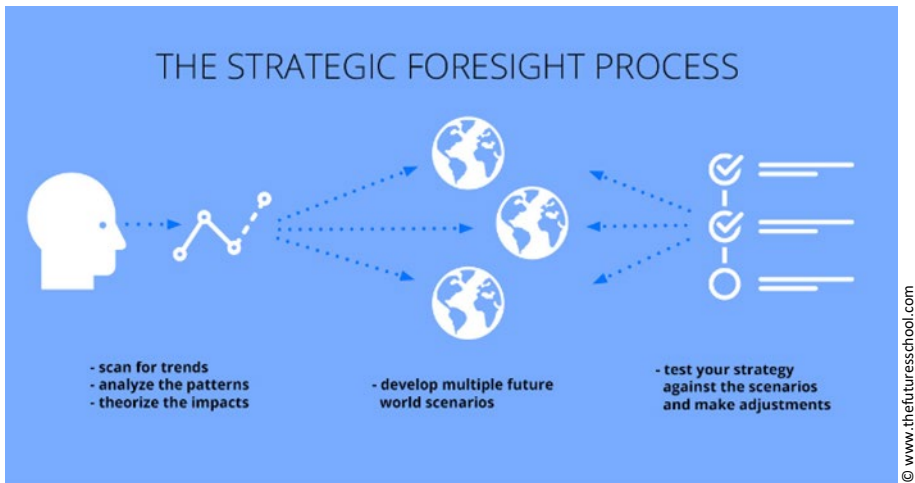 THE STRATEGIC FORESIGHT PROCESS
- scan for trends
- analyze the patterns
- theorize the impacts
- develop multiple future
world scenarios
- test your strategy
against the scenarios
and make adjustments
© www.thefuturesschool.com